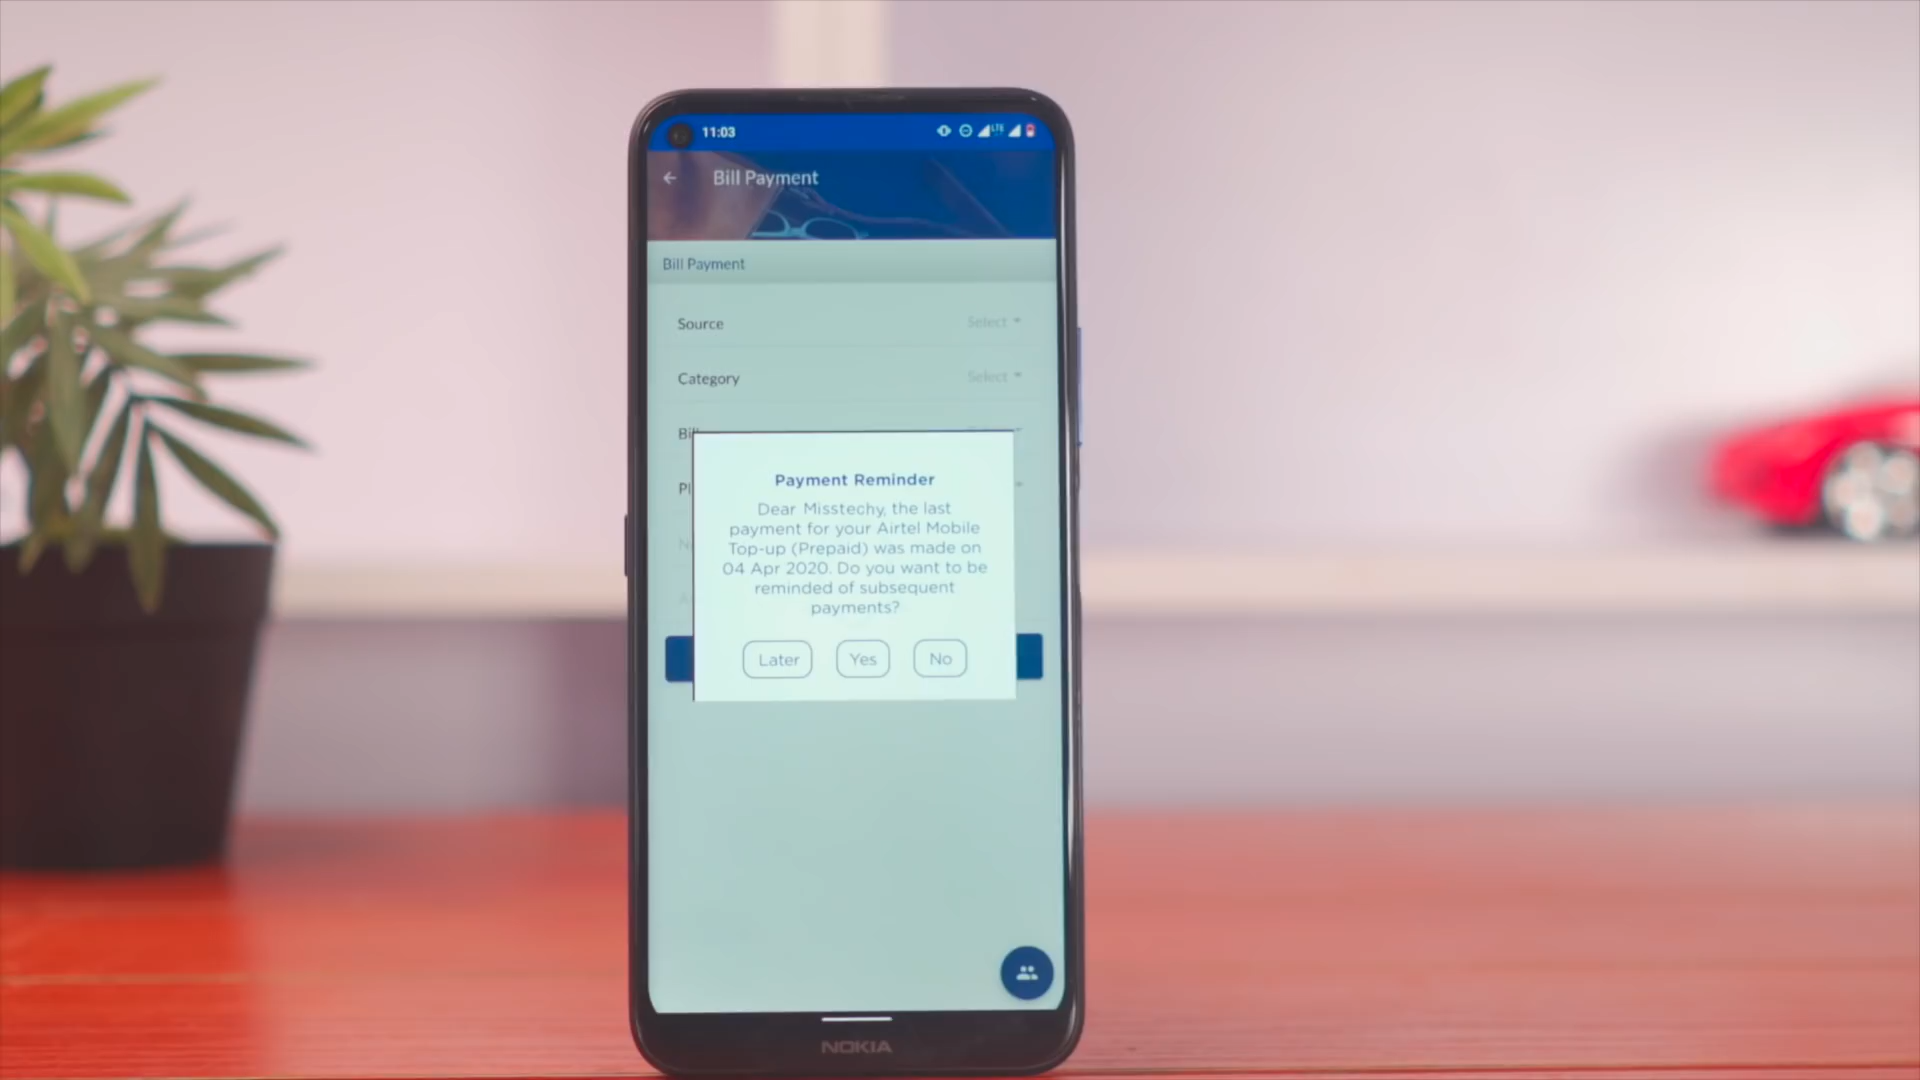 11:03
LTE
Bill Payment
Bill Payment
Source Select
Category Select
Bil
Payment Reminder
Pl
Dear Misstechy, the last
payment for your Airtel Mobile
Top-up (Prepaid) was made on
04 Apr 2020. Do you want to be
reminded of subsequent
payments?
Later Yes No
NOKIA